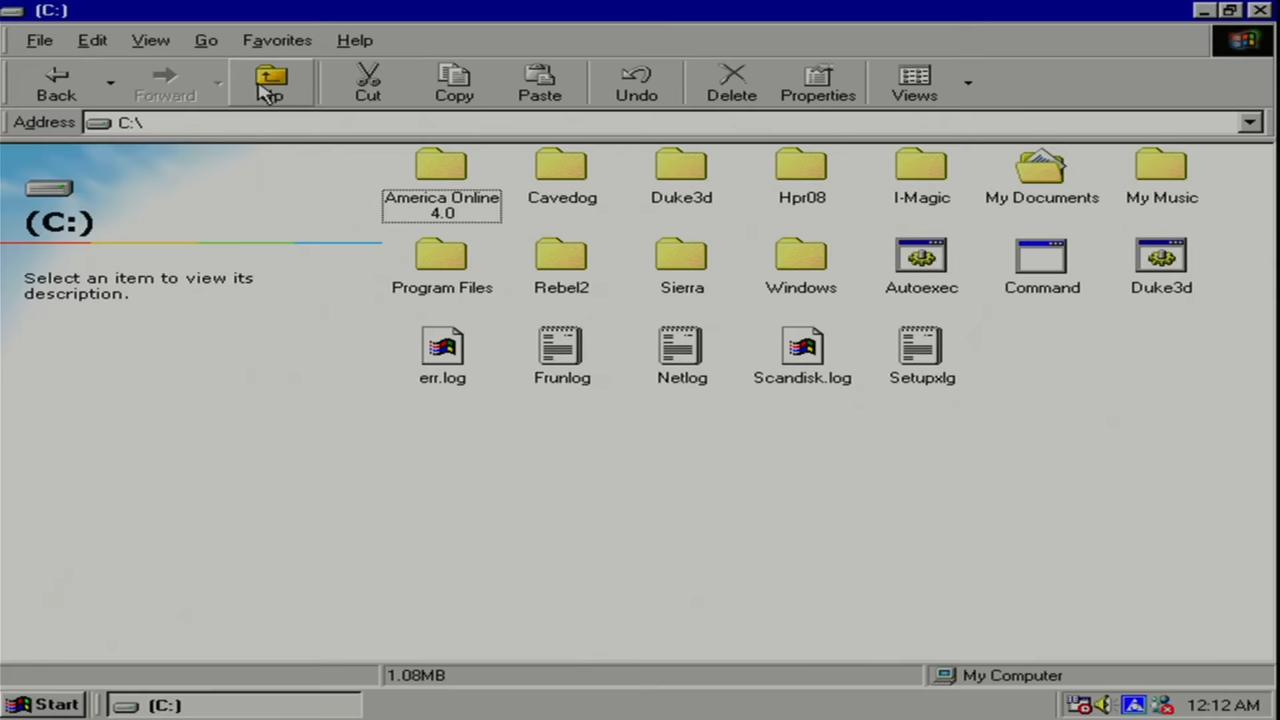 (C:)
File Edit View Go Favorites Help
Back Forward Up Cut Copy Paste Undo Delete Properties Views
Address C:\
(C:)
Select an item to view its
description.
America Online
4.0
Cavedog
Duke3d
Hpr08
I-Magic
My Documents
My Music
Program Files
Rebel2
Sierra
Windows
Autoexec
Command
Duke3d
err.log
Frunlog
Netlog
Scandisk.log
Setupxlg
1.08MB
My Computer
Start
(C:)
12:12 AM